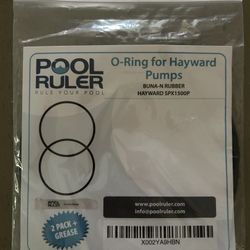 POOL
RULER
RULE YOUR POOL
O-Ring for Hayward
Pumps
BUNA-N RUBBER
HAYWARD SPX1500P
2 PACK +
GREASE
www.poolruler.com
info@poolruler.com
X002YA9HBN